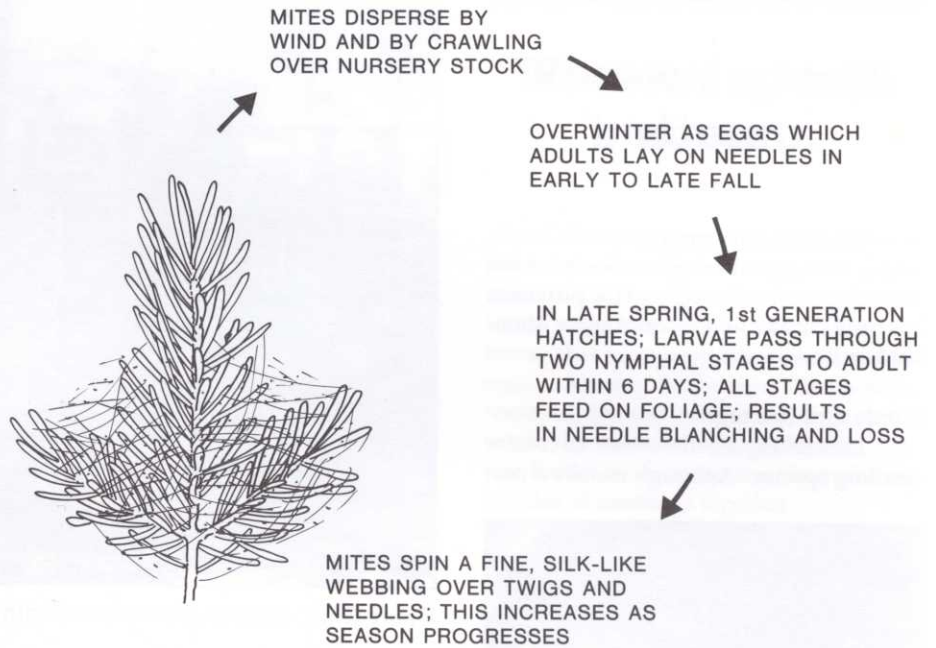 MITES DISPERSE BY
WIND AND BY CRAWLING
OVER NURSERY STOCK
OVERWINTER AS EGGS WHICH
ADULTS LAY ON NEEDLES IN
EARLY TO LATE FALL
IN LATE SPRING, 1st GENERATION
HATCHES; LARVAE PASS THROUGH
TWO NYMPHAL STAGES TO ADULT
WITHIN 6 DAYS; ALL STAGES
FEED ON FOLIAGE; RESULTS
IN NEEDLE BLANCHING AND LOSS
MITES SPIN A FINE, SILK-LIKE
WEBBING OVER TWIGS AND
NEEDLES; THIS INCREASES AS
SEASON PROGRESSES